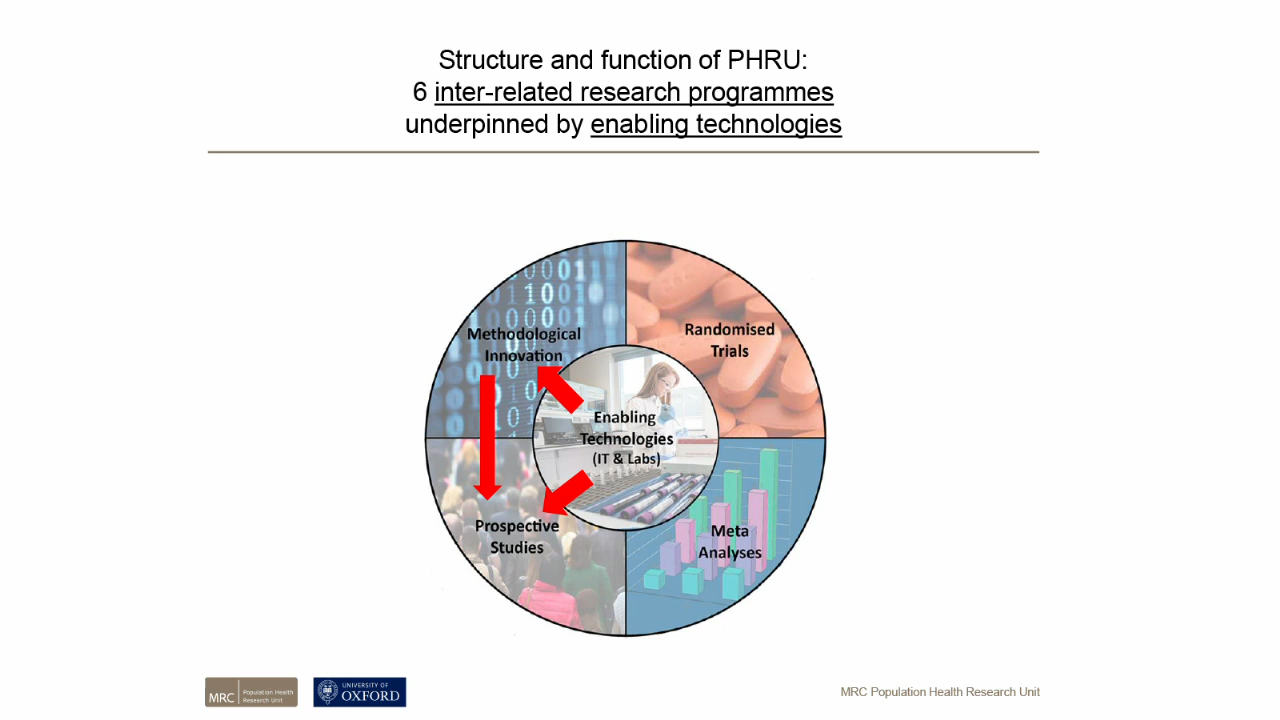 Structure and function of PHRU:
6 inter-related research programmes
underpinned by enabling technologies
Methodological
Innovation
Randomised
Trials
Enabling
Technologies
(IT & Labs)
Prospective
Studies
Meta
Analyses
MRC
Population Health
Research Unit
UNIVERSITY OF
OXFORD
MRC Population Health Research Unit